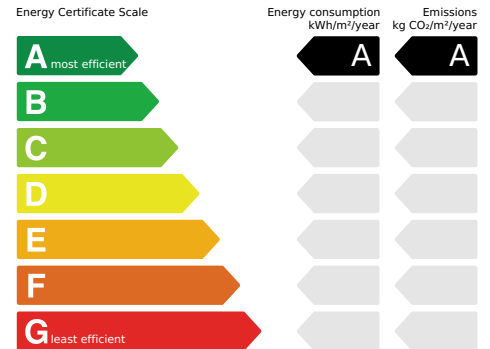 Energy Certificate Scale
Energy consumption
kWh/m²/year
Emissions
kg CO₂/m²/year
A most efficient
A
A
B
C
D
E
F
G least efficient